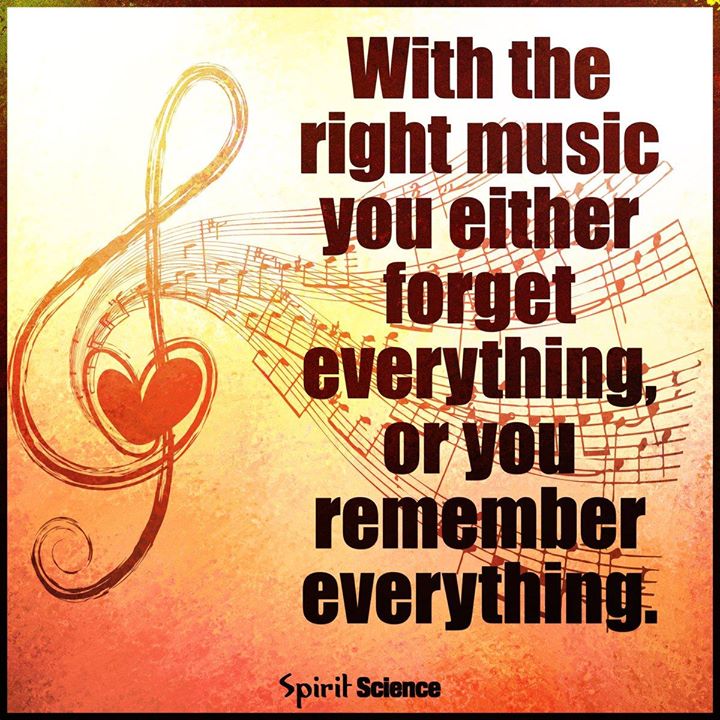 With the
right music
you either
forget
everything,
or you
remember
everything.
Spirit Science